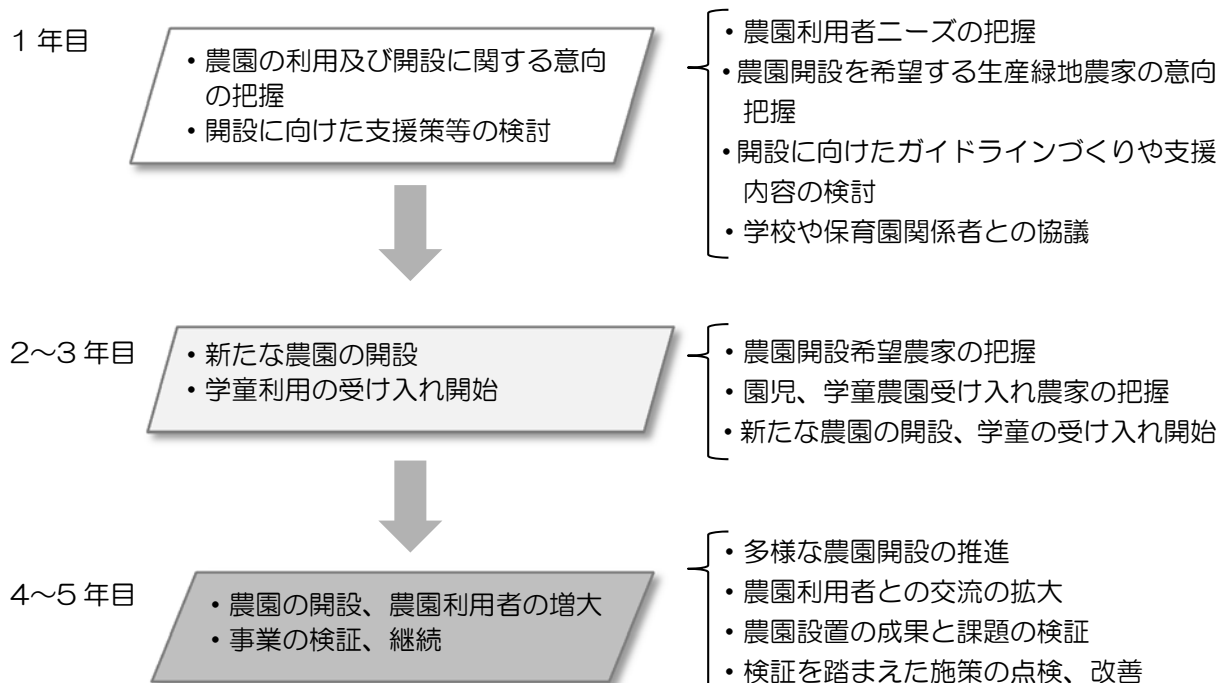 1年目
・農園の利用及び開設に関する意向
の把握
・開設に向けた支援策等の検討
・農園利用者ニーズの把握
・農園開設を希望する生産緑地農家の意向
把握
・開設に向けたガイドラインづくりや支援
内容の検討
・学校や保育園関係者との協議
2～3年目
・新たな農園の開設
・学童利用の受け入れ開始
・農園開設希望農家の把握
・園児、学童農園受け入れ農家の把握
・新たな農園の開設、学童の受け入れ開始
4～5年目
・農園の開設、農園利用者の増大
・事業の検証、継続
・多様な農園開設の推進
・農園利用者との交流の拡大
・農園設置の成果と課題の検証
・検証を踏まえた施策の点検、改善